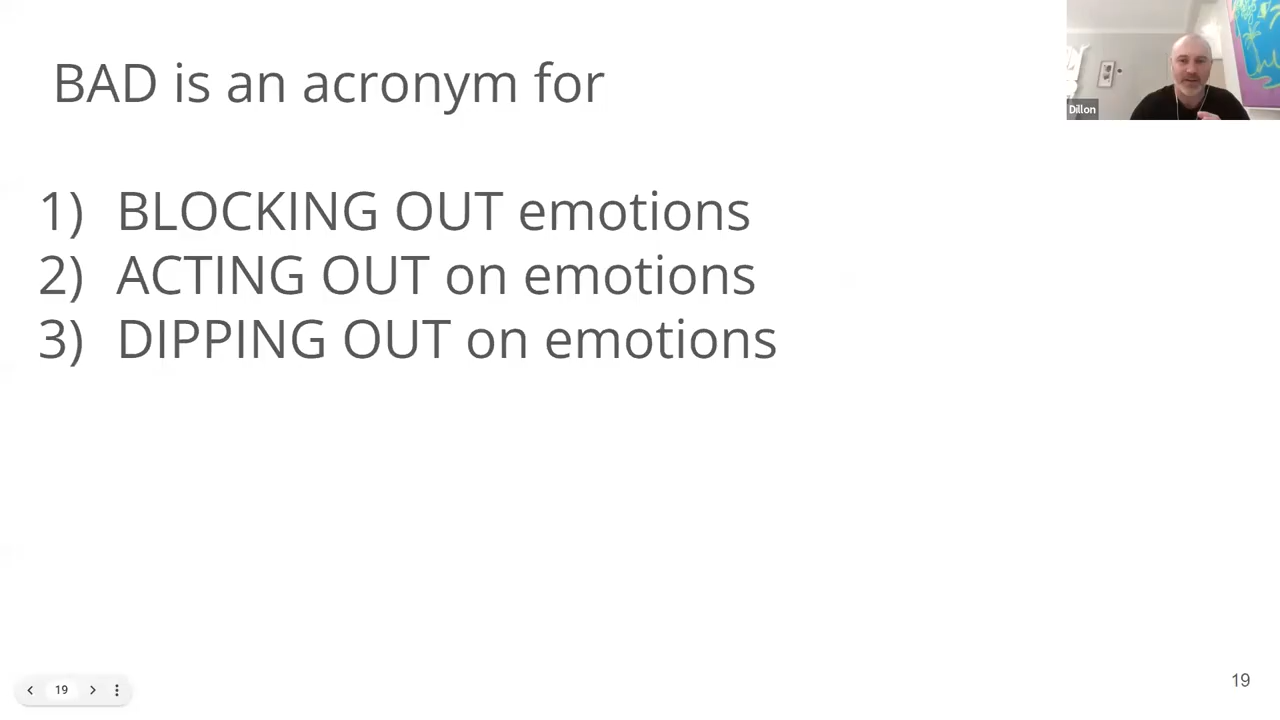 BAD is an acronym for
Dillon
1) BLOCKING OUT emotions
2) ACTING OUT on emotions
3) DIPPING OUT on emotions
19
19